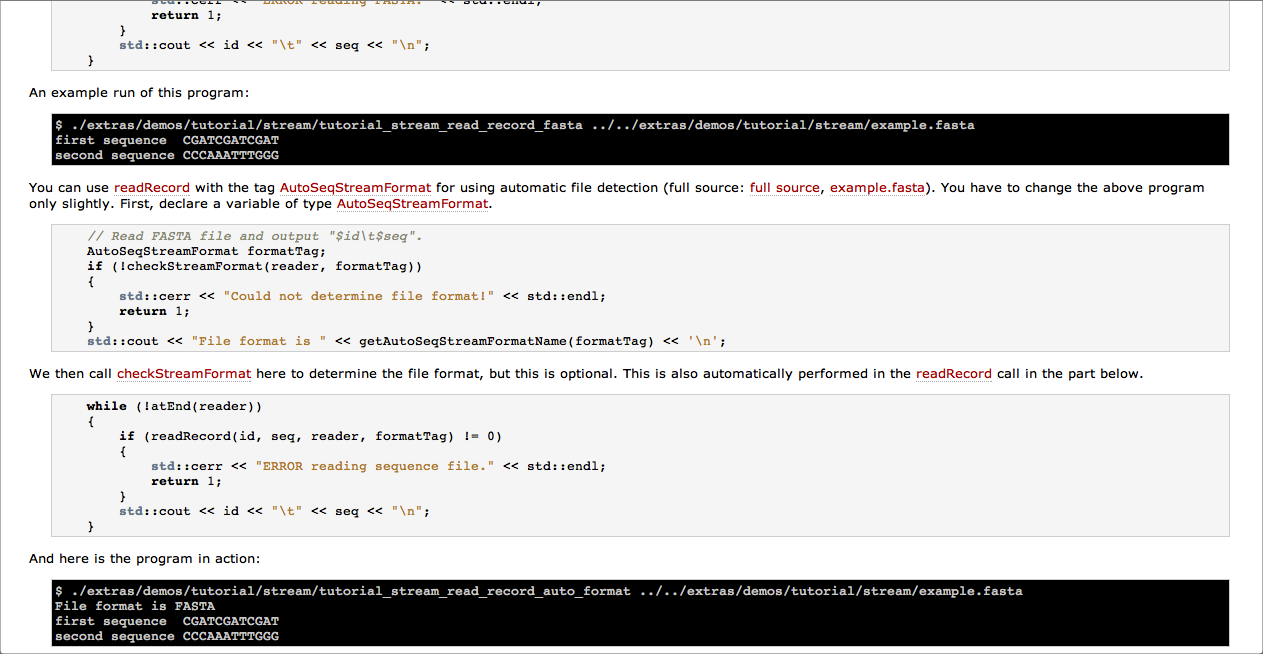 std::cerr << "ERROR reading FASTA." << std::endl;
return 1;
}
std::cout << id << "\t" << seq << "\n";
}
An example run of this program:
$ ./extras/demos/tutorial/stream/tutorial_stream_read_record_fasta ../../extras/demos/tutorial/stream/example.fasta
first sequence  CGATCGATCGAT
second sequence CCCAAATTTGGG
You can use readRecord with the tag AutoSeqStreamFormat for using automatic file detection (full source: full source, example.fasta). You have to change the above program
only slightly. First, declare a variable of type AutoSeqStreamFormat.
// Read FASTA file and output "$id\t$seq".
AutoSeqStreamFormat formatTag;
if (!checkStreamFormat(reader, formatTag))
{
std::cerr << "Could not determine file format!" << std::endl;
return 1;
}
std::cout << "File format is " << getAutoSeqStreamFormatName(formatTag) << '\n';
We then call checkStreamFormat here to determine the file format, but this is optional. This is also automatically performed in the readRecord call in the part below.
while (!atEnd(reader))
{
if (readRecord(id, seq, reader, formatTag) != 0)
{
std::cerr << "ERROR reading sequence file." << std::endl;
return 1;
}
std::cout << id << "\t" << seq << "\n";
}
And here is the program in action:
$ ./extras/demos/tutorial/stream/tutorial_stream_read_record_auto_format ../../extras/demos/tutorial/stream/example.fasta
File format is FASTA
first sequence  CGATCGATCGAT
second sequence CCCAAATTTGGG